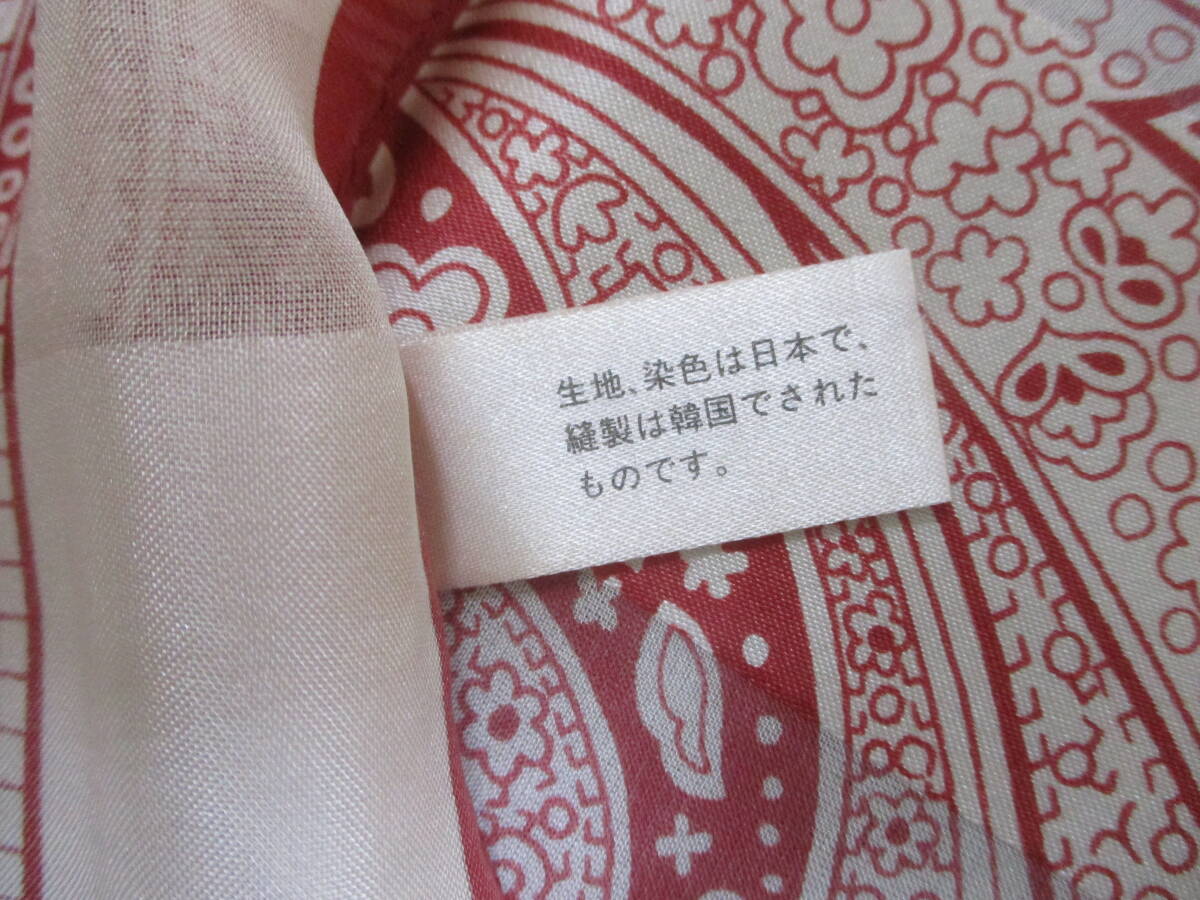 生地、染色は日本で、
縫製は韓国でされた
ものです。